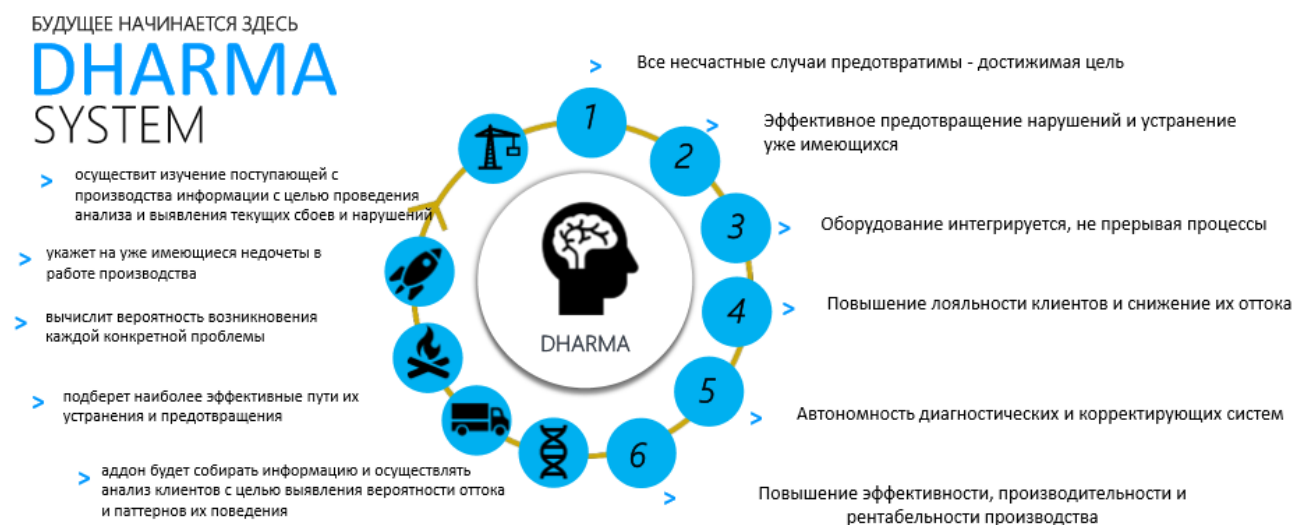 БУДУЩЕЕ НАЧИНАЕТСЯ ЗДЕСЬ
DHARMA
SYSTEM
> осуществит изучение поступающей с
производства информации с целью проведения
анализа и выявления текущих сбоев и нарушений
> укажет на уже имеющиеся недочеты в
работе производства
> вычислит вероятность возникновения
каждой конкретной проблемы
> подберет наиболее эффективные пути их
устранения и предотвращения
> аддон будет собирать информацию и осуществлять
анализ клиентов с целью выявления вероятности оттока
и паттернов их поведения
DHARMA
1
> Все несчастные случаи предотвратимы - достижимая цель
2
> Эффективное предотвращение нарушений и устранение
уже имеющихся
3
> Оборудование интегрируется, не прерывая процессы
4
> Повышение лояльности клиентов и снижение их оттока
5
> Автономность диагностических и корректирующих систем
6
> Повышение эффективности, производительности и
рентабельности производства